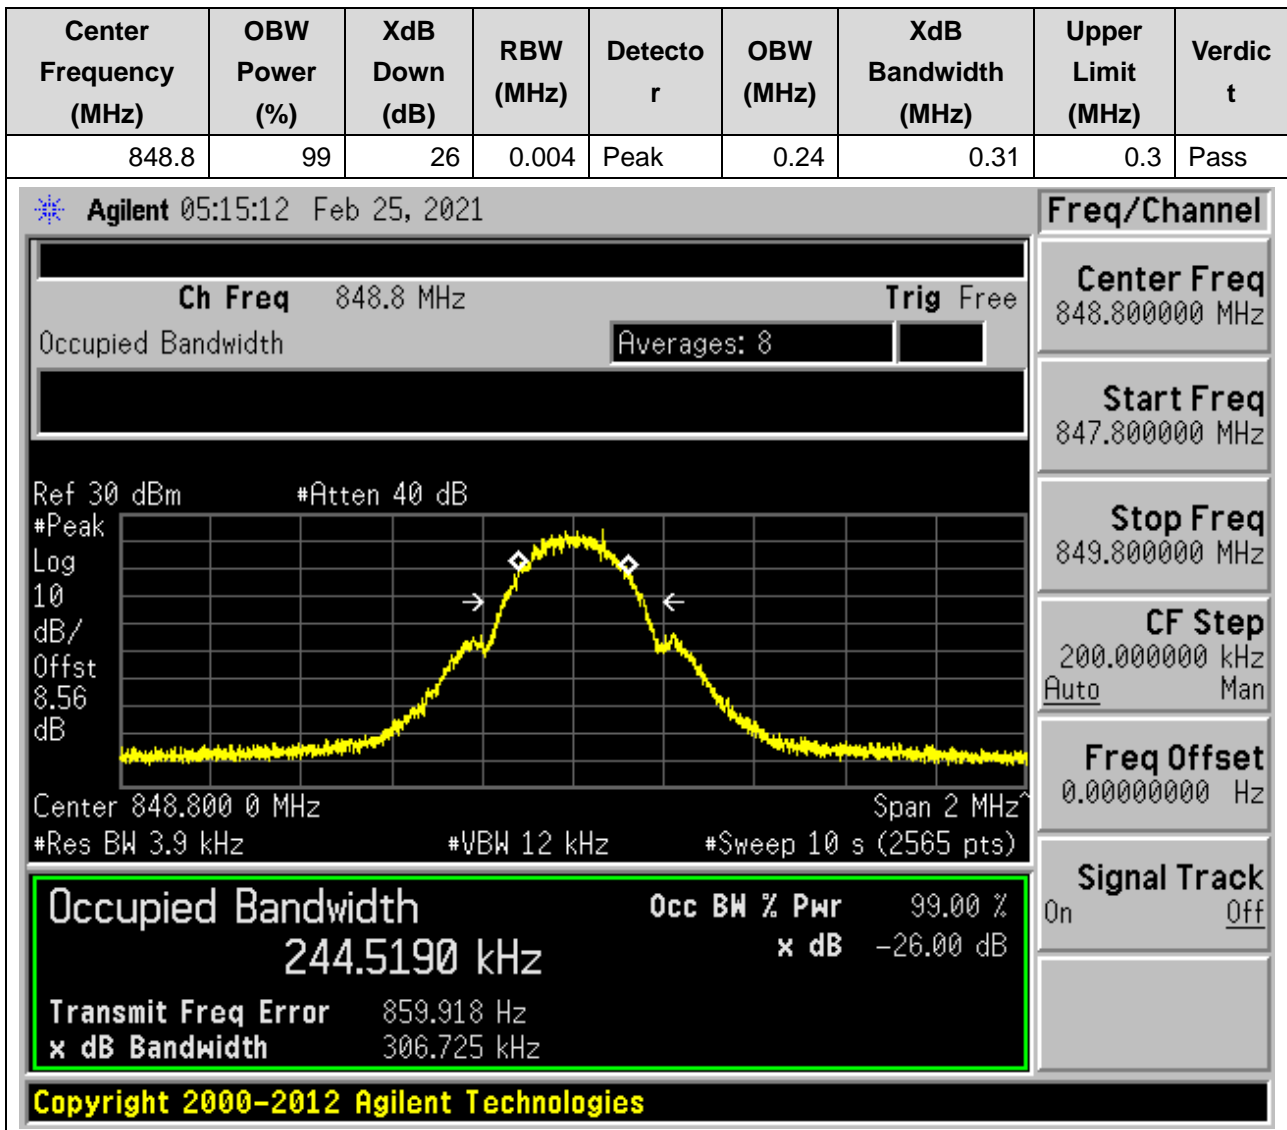 Center Frequency (MHz) OBW Power (%) XdB Down (dB) RBW (MHz) Detecto r OBW (MHz) XdB Bandwidth (MHz) Upper Limit (MHz) Verdic t
848.8 99 26 0.004 Peak 0.24 0.31 0.3 Pass
Agilent 05:15:12 Feb 25, 2021
Freq/Channel
Ch Freq 848.8 MHz Trig Free
Occupied Bandwidth Averages: 8
Ref 30 dBm #Atten 40 dB
#Peak
Log
10
dB/
Offst
8.56
dB
Center 848.800 0 MHz Span 2 MHz^
#Res BW 3.9 kHz #VBW 12 kHz #Sweep 10 s (2565 pts)
Occupied Bandwidth Occ BW % Pwr 99.00 %
244.5190 kHz x dB -26.00 dB
Transmit Freq Error 859.918 Hz
x dB Bandwidth 306.725 kHz
Copyright 2000-2012 Agilent Technologies
Center Freq
848.800000 MHz
Start Freq
847.800000 MHz
Stop Freq
849.800000 MHz
CF Step
200.000000 kHz
Auto Man
Freq Offset
0.00000000 Hz
Signal Track
On Off